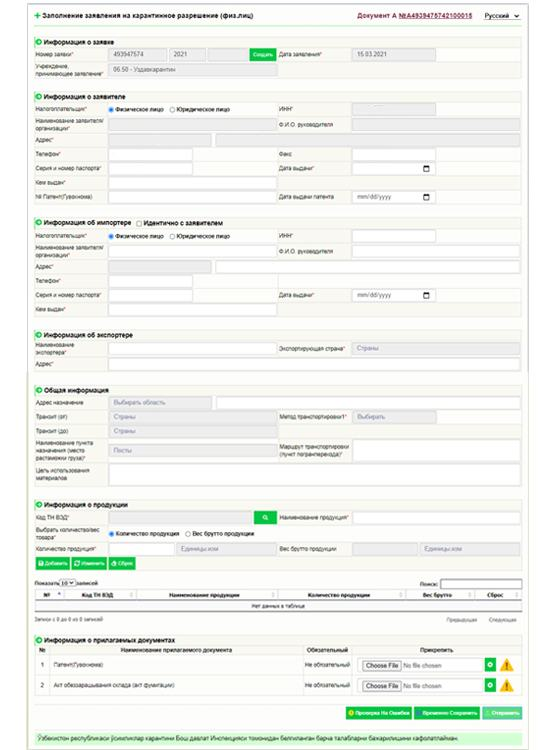 Заполнение заявления на карантинное разрешение (физ.лиц) Документ А №A4939475742100015 Русский
Информация о заявке
Номер заявки* 493947574 2021 Создать Дата заявления* 15.03.2021
Учреждение, принимающее заявление* 06.50 - Уздавкарантин
Информация о заявителе
Налогоплательщик* Физическое лицо Юридическое лицо ИНН*
Наименование заявителя/организации* Ф.И.О. руководителя
Адрес*
Телефон* Факс
Серия и номер паспорта* Дата выдачи* mm/dd/yyyy
Кем выдан*
№ Патент(Гувохнома) Дата выдачи патента mm/dd/yyyy
Информация об импортере Идентично с заявителем
Налогоплательщик* Физическое лицо Юридическое лицо ИНН*
Наименование заявителя/организации* Ф.И.О. руководителя
Адрес*
Телефон*
Серия и номер паспорта* Дата выдачи* mm/dd/yyyy
Кем выдан*
Информация об экспортере
Наименование экспортера* Экспортирующая страна* Страны
Адрес*
Общая информация
Адрес назначение Выбирать область
Транзит (от) Страны Метод транспортировки1* Выбирать
Транзит (до) Страны
Наименование пункта назначения (место растаможки груза)* Посты Маршрут транспортировки (пункт погранперехода)*
Цель использования материалов
Информация о продукции
Код ТН ВЭД* Наименование продукции*
Выбрать количество/вес товара* Количество продукции Вес брутто продукции
Количество продукции* Единицы.изм Вес брутто продукции Единицы.изм
Добавить Изменить Сброс
Показать 10 записей Поиск:
№ Код ТН ВЭД Наименование продукции Количество продукции Вес брутто Сброс
Нет данных в таблице
Записи с 0 до 0 из 0 записей Предыдущая Следующая
Информация о прилагаемых документах
№ Наименование прилагаемого документа Обязательный Прикрепить
1 Патент(Гувохнома) Не обязательный Choose File No file chosen
2 Акт обеззараывания склада (акт фумигации) Не обязательный Choose File No file chosen
Проверка На Ошибки Временно Сохранить Отправить
Ўзбекистон республикаси ўсимликлар карантини Бош давлат Инспекцияси томонидан белгиланган барча талабларни бажарилишини кафолатлайман.